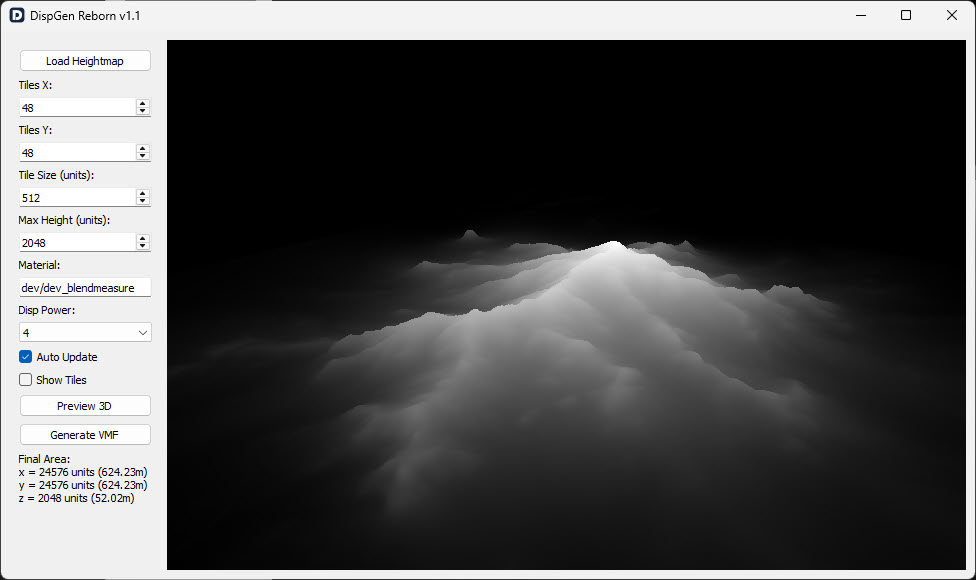 DispGen Reborn v1.1
Load Heightmap
Tiles X:
48
Tiles Y:
48
Tile Size (units):
512
Max Height (units):
2048
Material:
dev/dev_blendmeasure
Disp Power:
4
Auto Update
Show Tiles
Preview 3D
Generate VMF
Final Area:
x = 24576 units (624.23m)
y = 24576 units (624.23m)
z = 2048 units (52.02m)